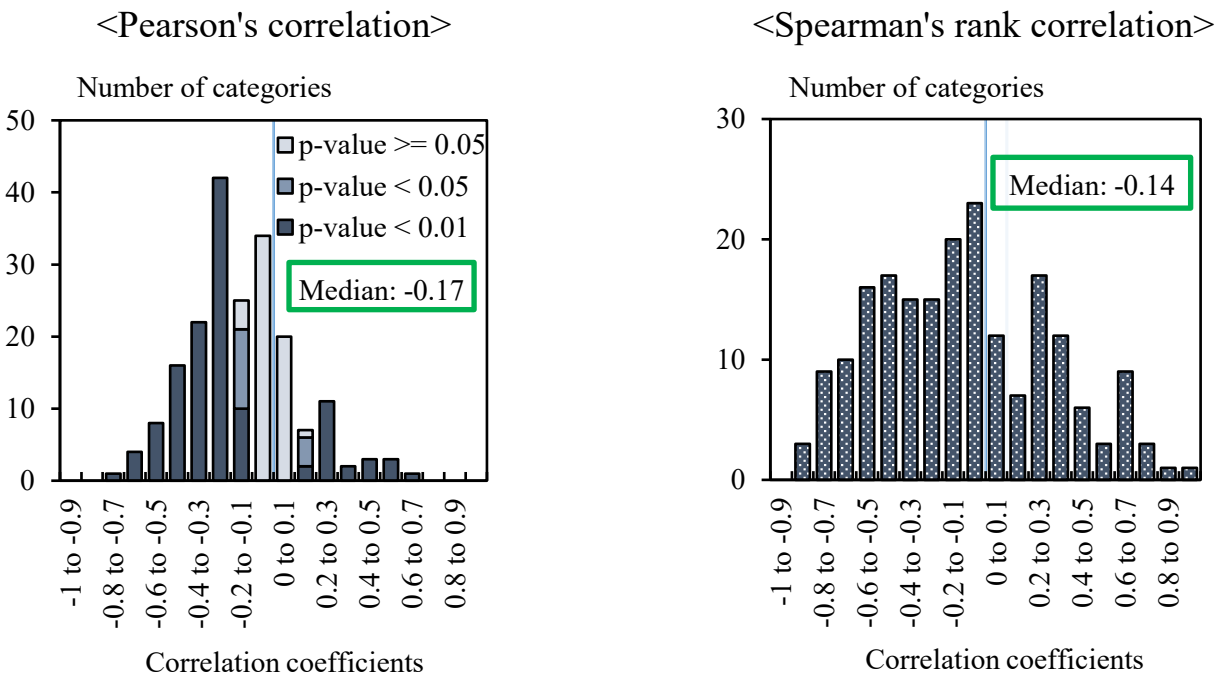 <Pearson's correlation>
Number of categories
50
40
30
20
10
0
p-value >= 0.05
p-value < 0.05
p-value < 0.01
Median: -0.17
-1 to -0.9
-0.8 to -0.7
-0.6 to -0.5
-0.4 to -0.3
-0.2 to -0.1
0 to 0.1
0.2 to 0.3
0.4 to 0.5
0.6 to 0.7
0.8 to 0.9
Correlation coefficients
<Spearman's rank correlation>
Number of categories
30
20
10
0
Median: -0.14
-1 to -0.9
-0.8 to -0.7
-0.6 to -0.5
-0.4 to -0.3
-0.2 to -0.1
0 to 0.1
0.2 to 0.3
0.4 to 0.5
0.6 to 0.7
0.8 to 0.9
Correlation coefficients